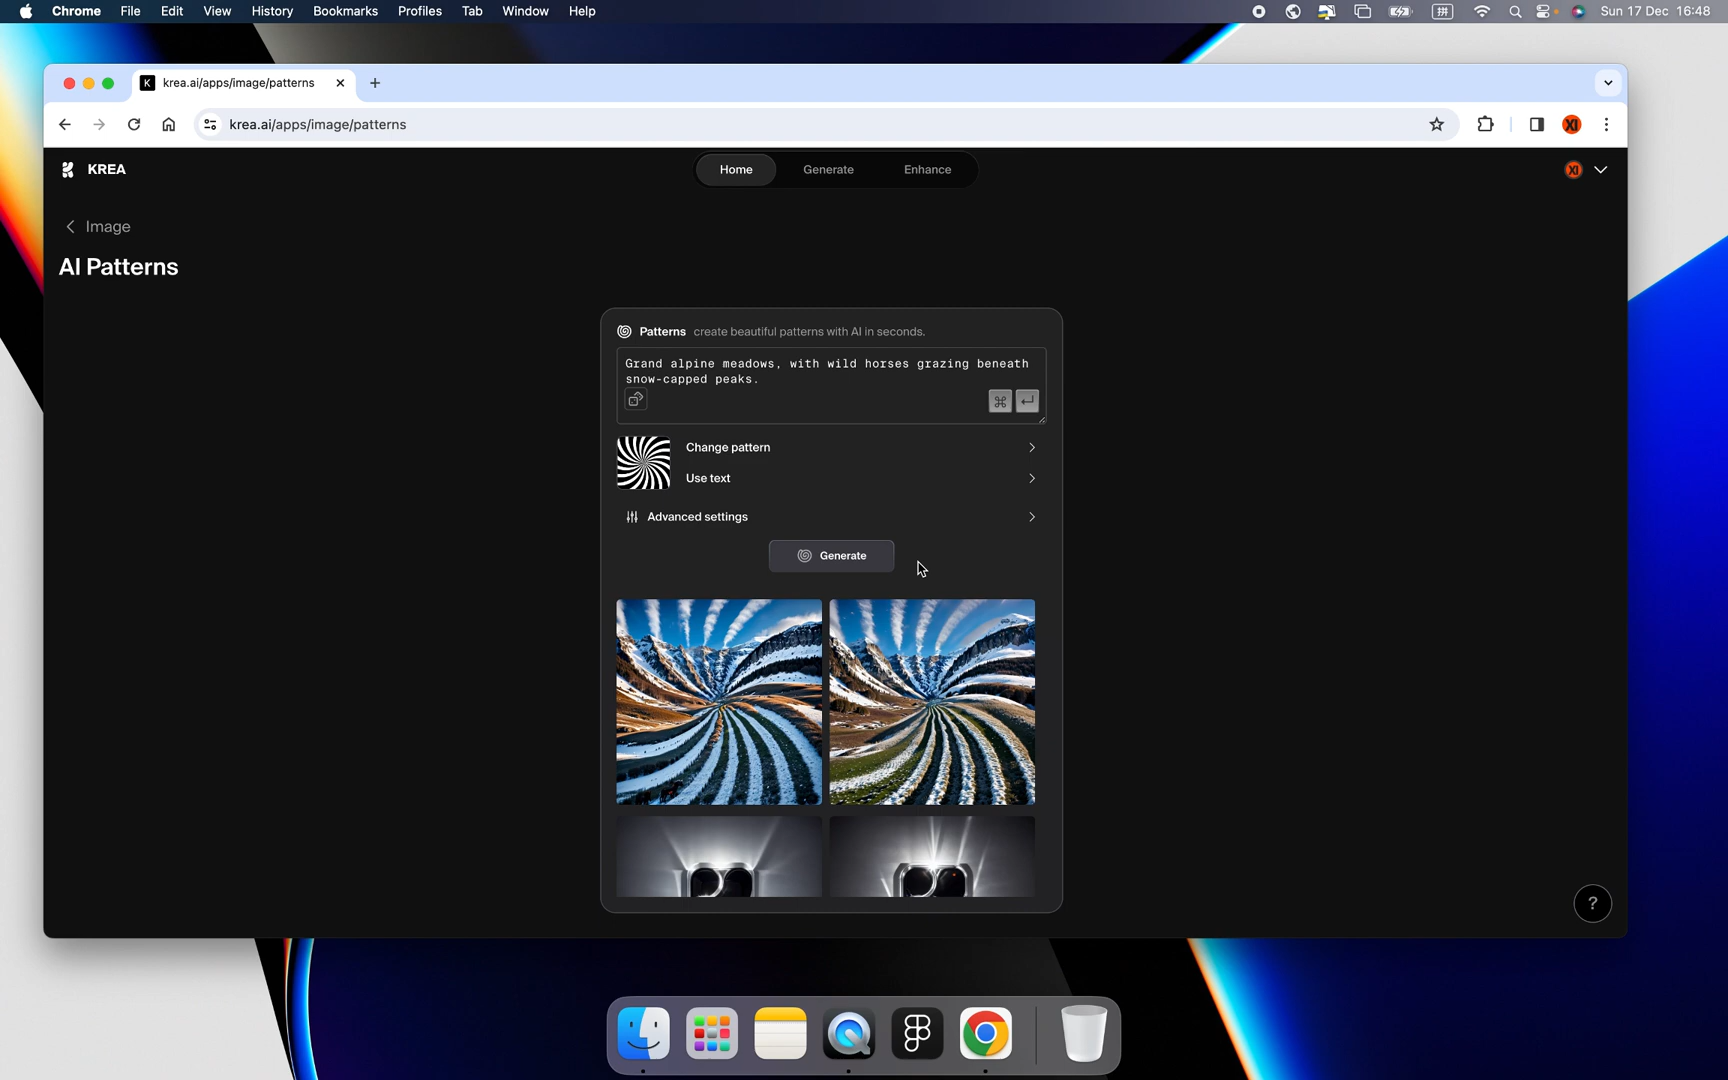 Chrome File Edit View History Bookmarks Profiles Tab Window Help Sun 17 Dec 16:48
K krea.ai/apps/image/patterns
krea.ai/apps/image/patterns XI
KREA Home Generate Enhance XI
Image
AI Patterns
Patterns create beautiful patterns with AI in seconds.
Grand alpine meadows, with wild horses grazing beneath
snow-capped peaks.
⌘ ↵
Change pattern
Use text
Advanced settings
Generate
?